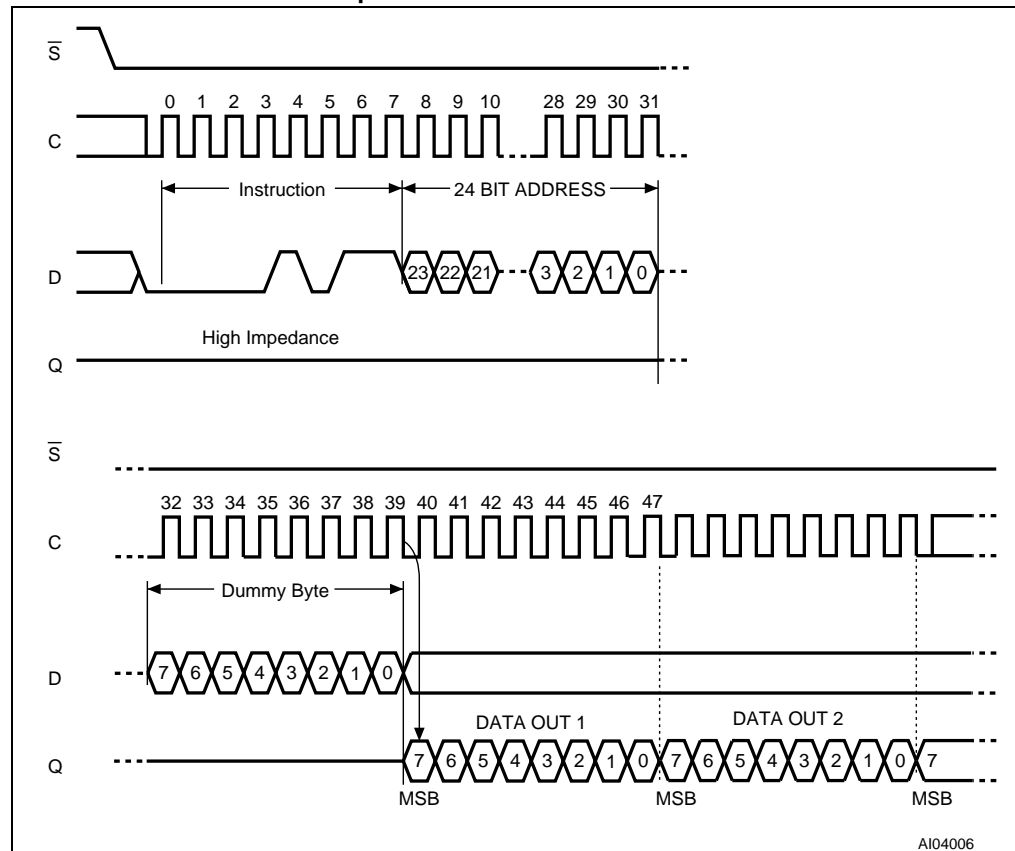 S
0 1 2 3 4 5 6 7 8 9 10 28 29 30 31
C
Instruction 24 BIT ADDRESS
D 23 22 21 3 2 1 0
High Impedance
Q
S
32 33 34 35 36 37 38 39 40 41 42 43 44 45 46 47
C
Dummy Byte
D 7 6 5 4 3 2 1 0
DATA OUT 1 DATA OUT 2
Q 7 6 5 4 3 2 1 0 7 6 5 4 3 2 1 0 7
MSB MSB MSB
AI04006